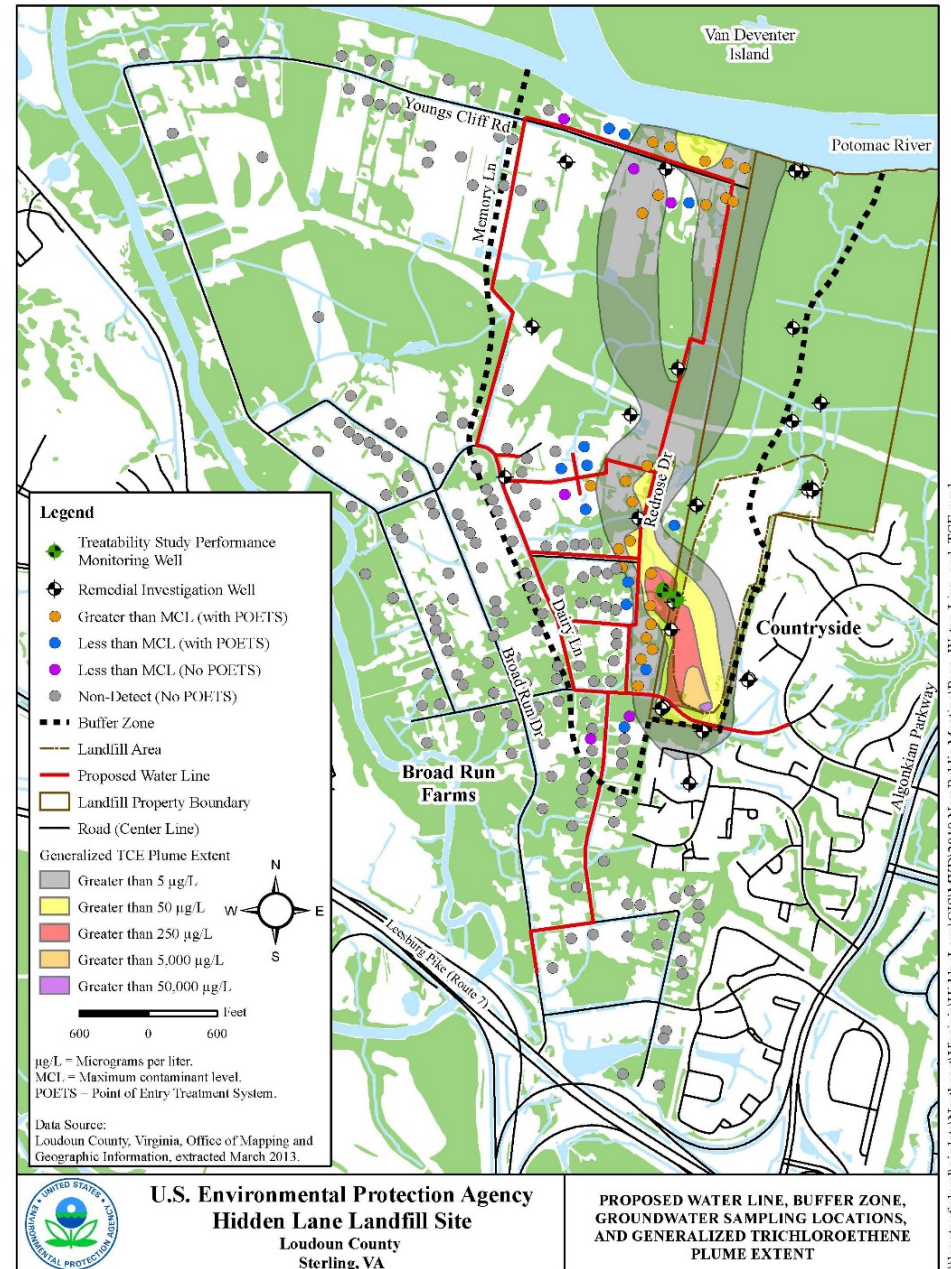 Van Deventer
Island
Youngs Cliff Rd
Potomac River
Memory Ln
Redrose Dr
Countryside
Dairy Ln
Broad Run Dr
Broad Run
Farms
Algonkian Parkway
Leesburg Pike (Route 7)
Legend
Treatability Study Performance
Monitoring Well
Remedial Investigation Well
Greater than MCL (with POETS)
Less than MCL (with POETS)
Less than MCL (No POETS)
Non-Detect (No POETS)
Buffer Zone
Landfill Area
Proposed Water Line
Landfill Property Boundary
Road (Center Line)
Generalized TCE Plume Extent
Greater than 5 µg/L
Greater than 50 µg/L
Greater than 250 µg/L
Greater than 5,000 µg/L
Greater than 50,000 µg/L
N
W E
S
Feet
600 0 600
µg/L = Micrograms per liter.
MCL = Maximum contaminant level.
POETS – Point of Entry Treatment System.
Data Source:
Loudoun County, Virginia, Office of Mapping and
Geographic Information, extracted March 2013.
UNITED STATES
ENVIRONMENTAL PROTECTION AGENCY
U.S. Environmental Protection Agency
Hidden Lane Landfill Site
Loudoun County
Sterling, VA
PROPOSED WATER LINE, BUFFER ZONE,
GROUNDWATER SAMPLING LOCATIONS,
AND GENERALIZED TRICHLOROETHENE
PLUME EXTENT